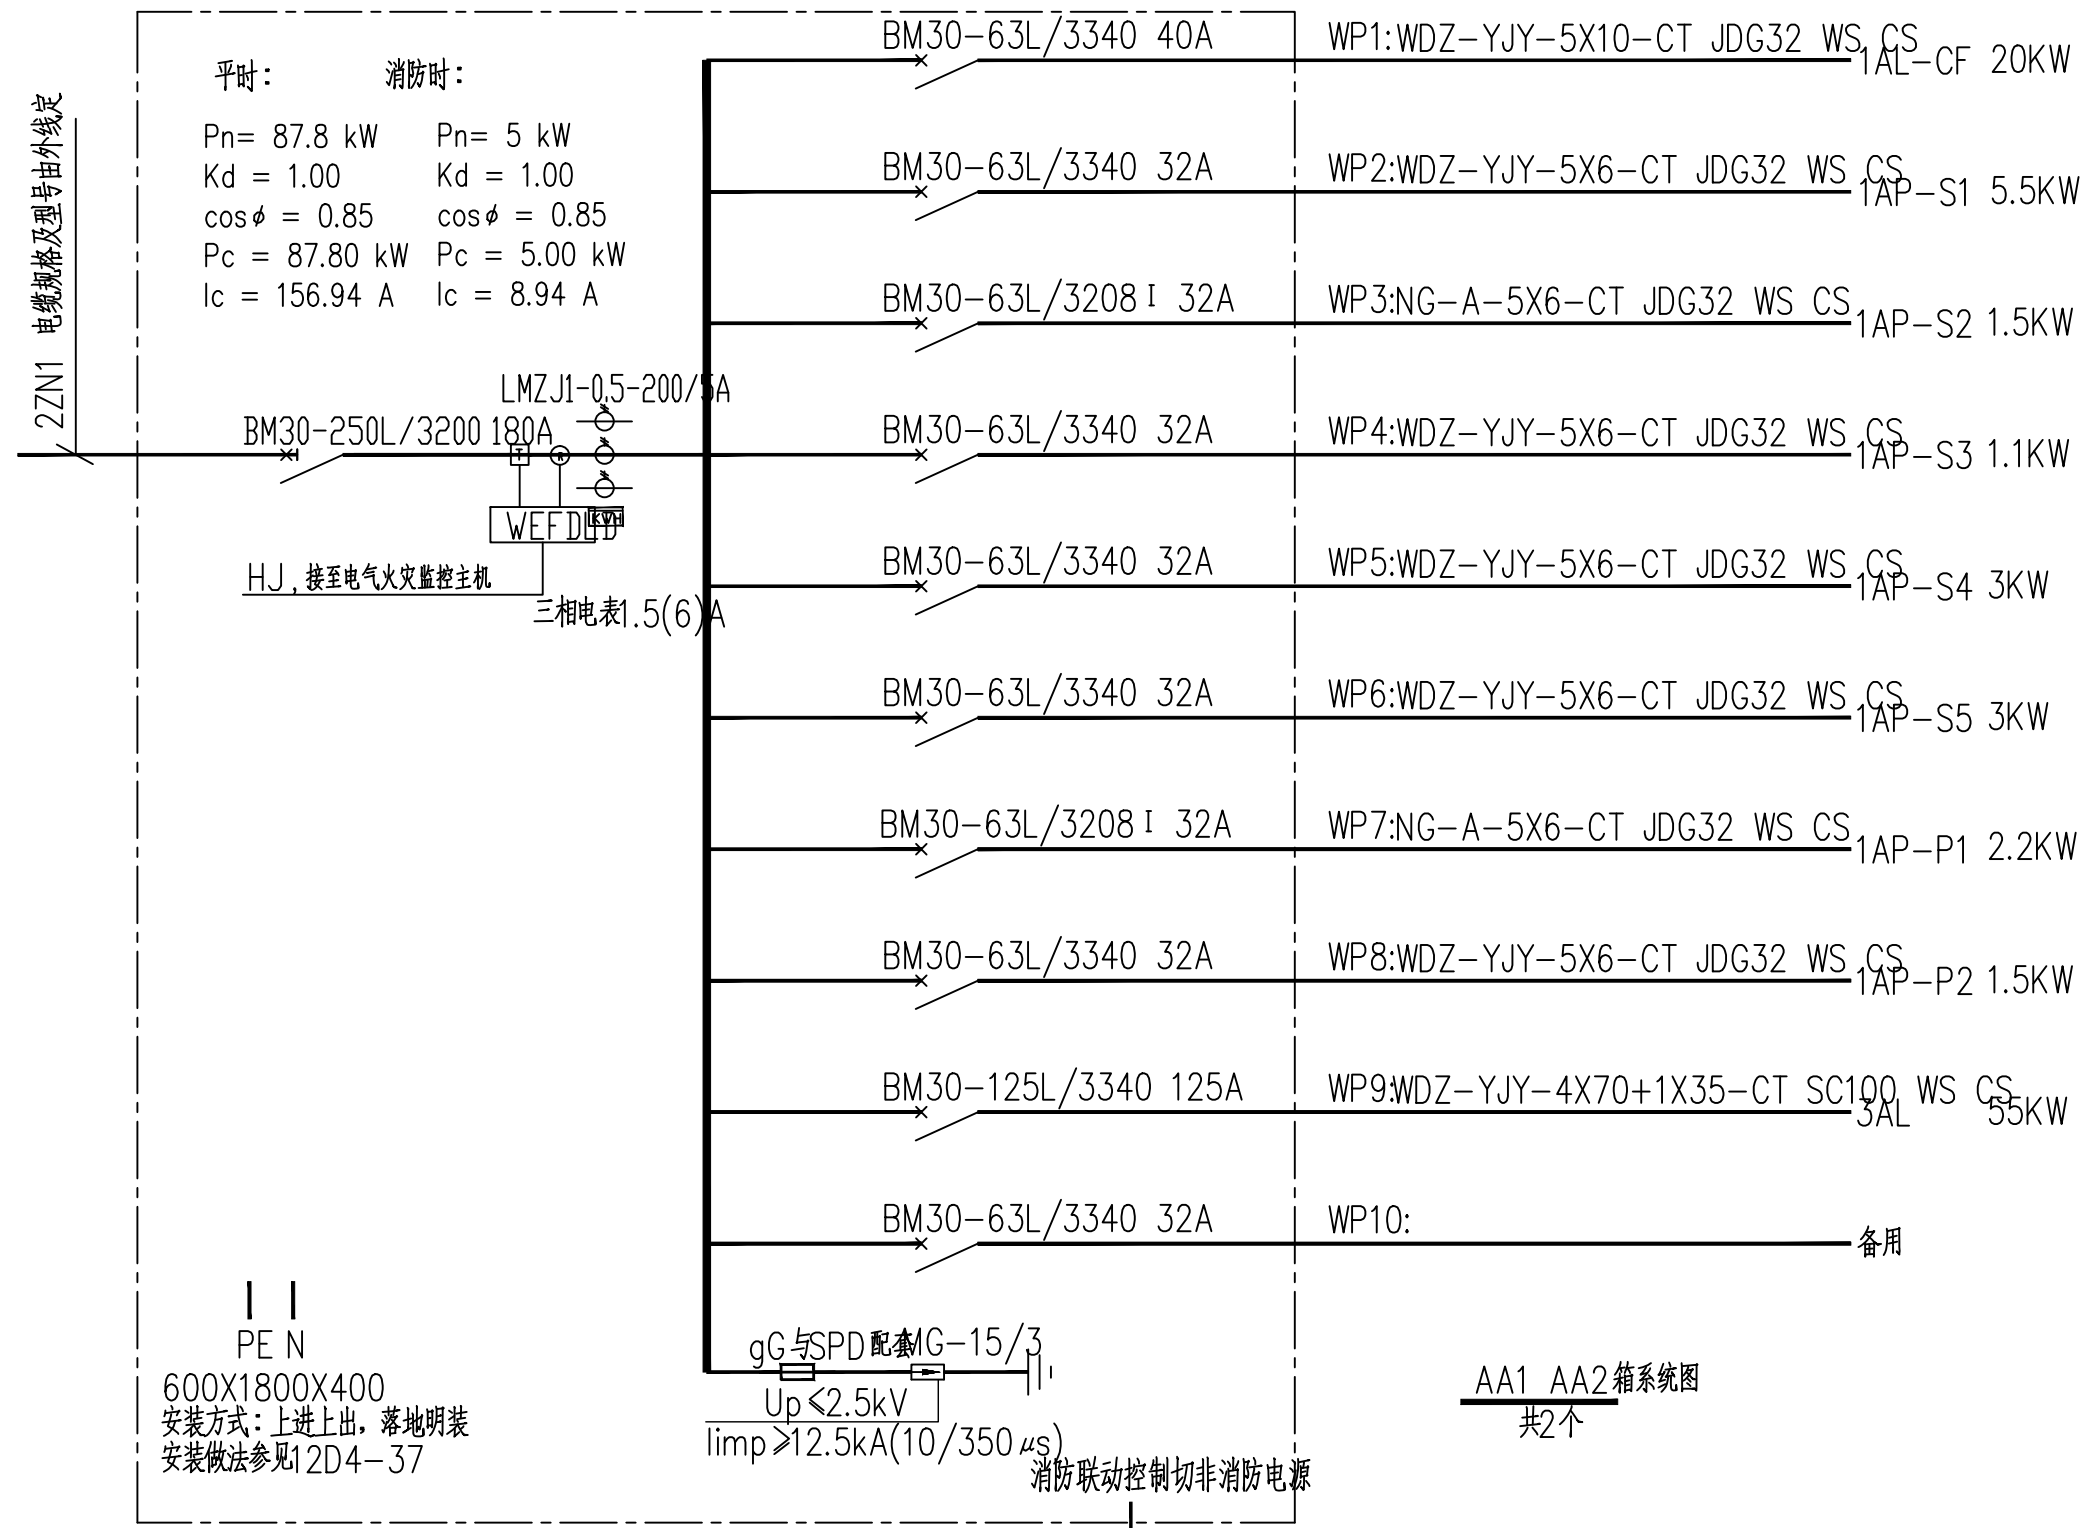 平时： 消防时：
Pn= 87.8 kW Pn= 5 kW
Kd = 1.00 Kd = 1.00
cosϕ = 0.85 cosϕ = 0.85
Pc = 87.80 kW Pc = 5.00 kW
Ic = 156.94 A Ic = 8.94 A
2ZN1 电缆规格及型号由外线定
BM30-250L/3200 180A
LMZJ1-0.5-200/5A
T
R
WEFDLD
KWH
HJ, 接至电气火灾监控主机
三相电表1.5(6)A
BM30-63L/3340 40A WP1:WDZ-YJY-5X10-CT JDG32 WS CS 1AL-CF 20KW
BM30-63L/3340 32A WP2:WDZ-YJY-5X6-CT JDG32 WS CS 1AP-S1 5.5KW
BM30-63L/3208I 32A WP3:NG-A-5X6-CT JDG32 WS CS 1AP-S2 1.5KW
BM30-63L/3340 32A WP4:WDZ-YJY-5X6-CT JDG32 WS CS 1AP-S3 1.1KW
BM30-63L/3340 32A WP5:WDZ-YJY-5X6-CT JDG32 WS CS 1AP-S4 3KW
BM30-63L/3340 32A WP6:WDZ-YJY-5X6-CT JDG32 WS CS 1AP-S5 3KW
BM30-63L/3208I 32A WP7:NG-A-5X6-CT JDG32 WS CS 1AP-P1 2.2KW
BM30-63L/3340 32A WP8:WDZ-YJY-5X6-CT JDG32 WS CS 1AP-P2 1.5KW
BM30-125L/3340 125A WP9:WDZ-YJY-4X70+1X35-CT SC100 WS CS 3AL 55KW
BM30-63L/3340 32A WP10: 备用
PE N
600X1800X400
安装方式：上进上出，落地明装
安装做法参见12D4-37
gG与SPD配套 MG-15/3
Up⩽2.5kV
Iimp⩾12.5kA(10/350μs)
消防联动控制切非消防电源
AA1 AA2箱系统图
共2个